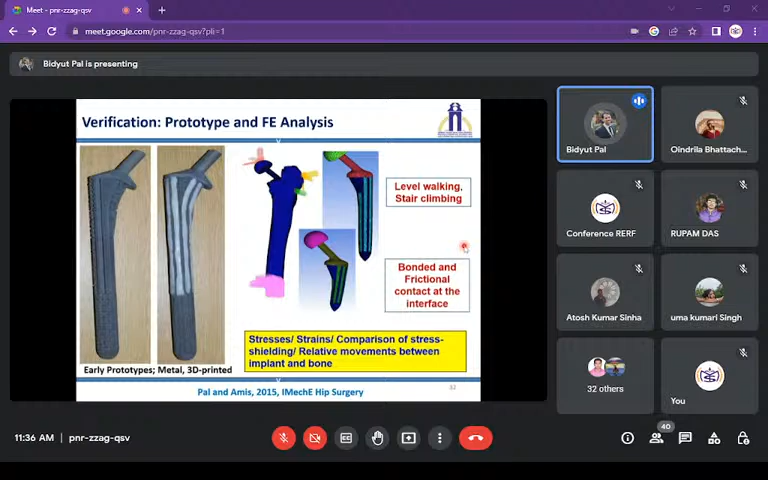 Meet - pnr-zzag-qsv
meet.google.com/pnr-zzag-qsv?pli=1
Bidyut Pal is presenting
Verification: Prototype and FE Analysis
Level walking,
Stair climbing
Bonded and
Frictional
contact at the
interface
Stresses/ Strains/ Comparison of stress-
shielding/ Relative movements between
implant and bone
Early Prototypes; Metal, 3D-printed
Pal and Amis, 2015, IMechE Hip Surgery
32
Bidyut Pal
Oindrila Bhattach...
Conference RERF
RUPAM DAS
Atosh Kumar Sinha
uma kumari Singh
32 others
You
11:36 AM
pnr-zzag-qsv
40